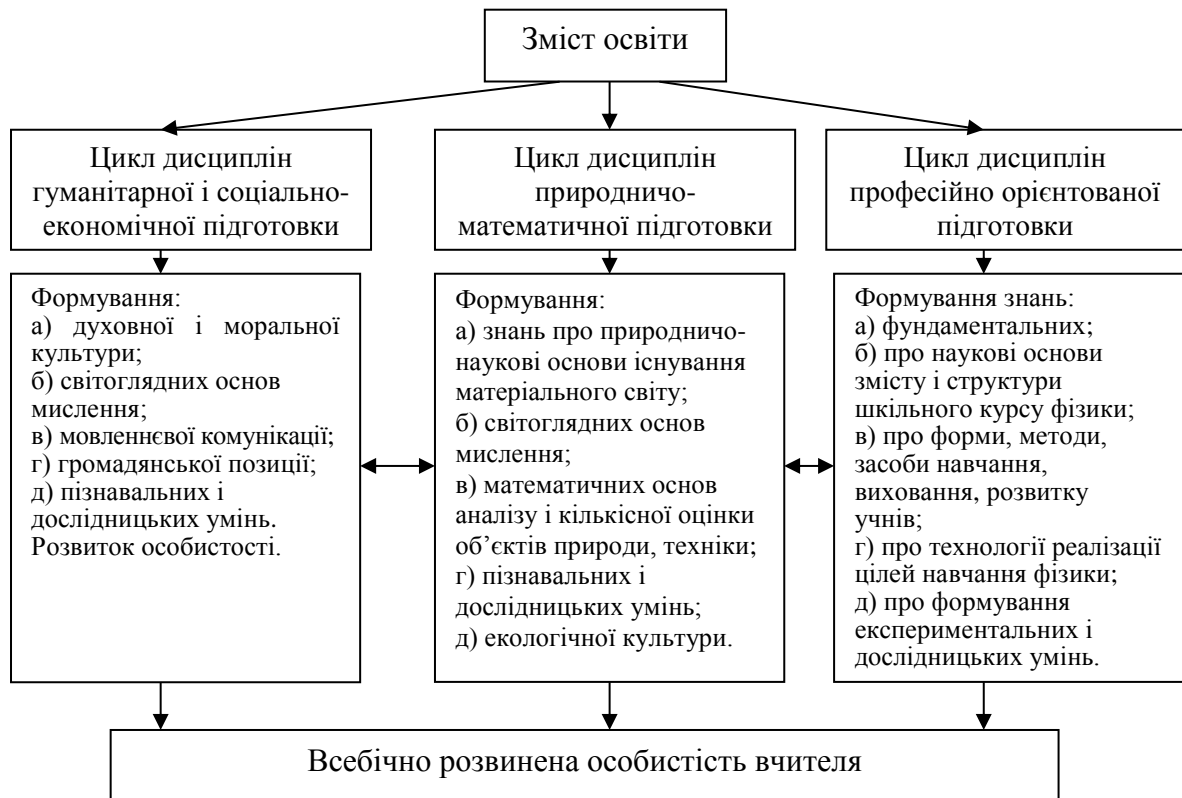 Зміст освіти
Цикл дисциплін
гуманітарної і соціально-
економічної підготовки
Цикл дисциплін
природничо-
математичної підготовки
Цикл дисциплін
професійно орієнтованої
підготовки
Формування:
а) духовної і моральної
культури;
б) світоглядних основ
мислення;
в) мовленнєвої комунікації;
г) громадянської позиції;
д) пізнавальних і
дослідницьких умінь.
Розвиток особистості.
Формування:
а) знань про природничо-
наукові основи існування
матеріального світу;
б) світоглядних основ
мислення;
в) математичних основ
аналізу і кількісної оцінки
об’єктів природи, техніки;
г) пізнавальних і
дослідницьких умінь;
д) екологічної культури.
Формування знань:
а) фундаментальних;
б) про наукові основи
змісту і структури
шкільного курсу фізики;
в) про форми, методи,
засоби навчання,
виховання, розвитку
учнів;
г) про технології реалізації
цілей навчання фізики;
д) про формування
експериментальних і
дослідницьких умінь.
Всебічно розвинена особистість вчителя